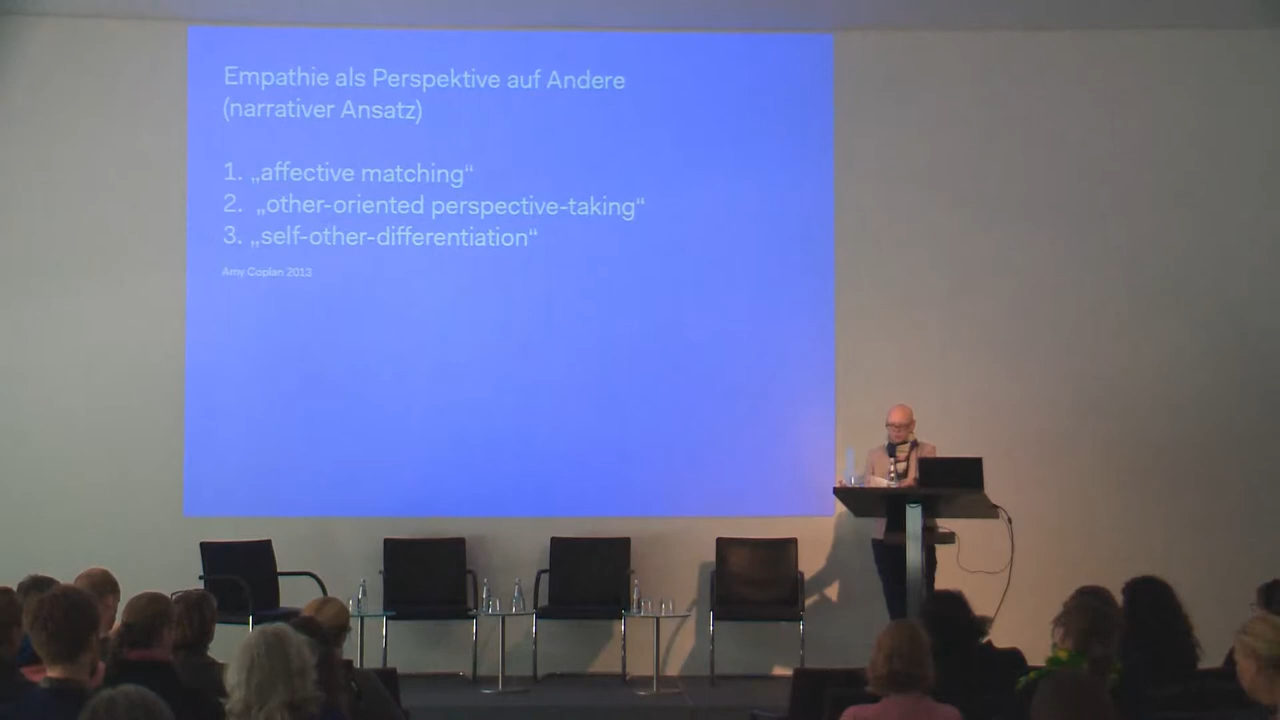 Empathie als Perspektive auf Andere
(narrativer Ansatz)
1. „affective matching“
2. „other-oriented perspective-taking“
3. „self-other-differentiation“
Amy Coplan 2013